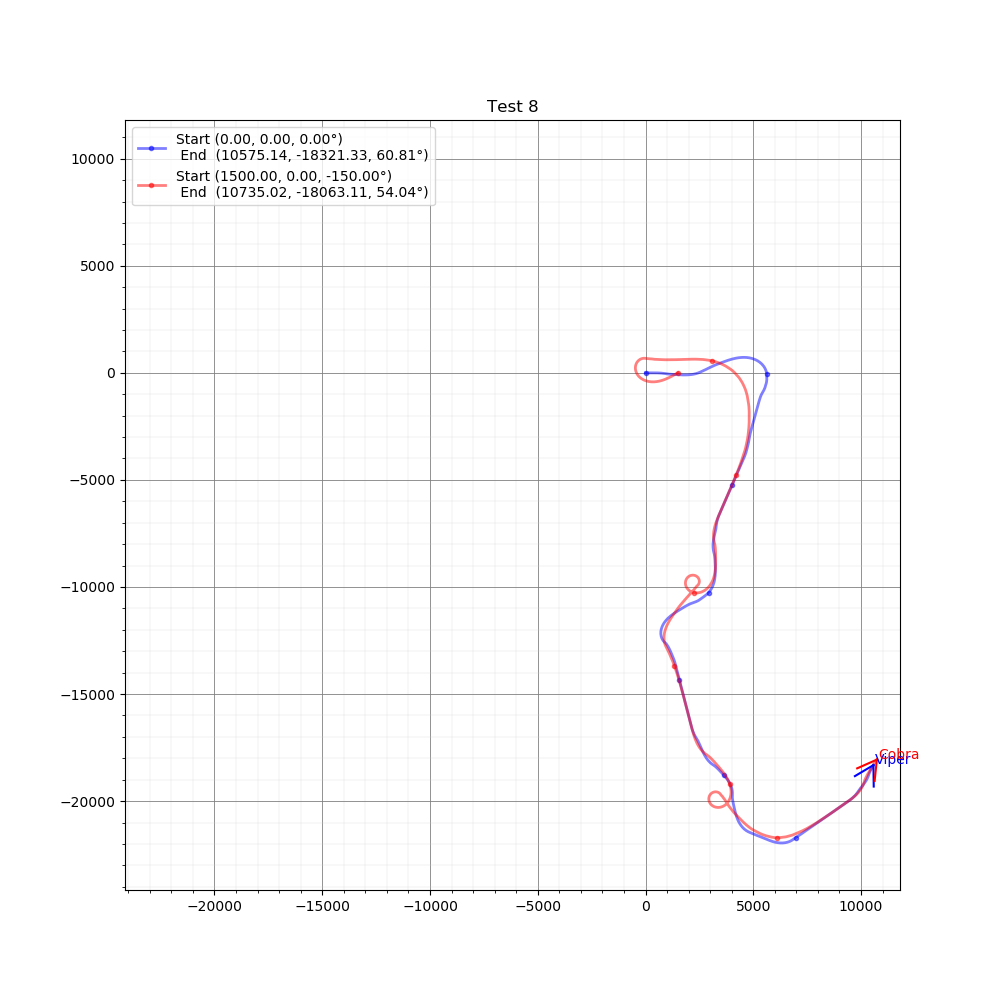 Test 8
Start (0.00, 0.00, 0.00°)
End  (10575.14, -18321.33, 60.81°)
Start (1500.00, 0.00, -150.00°)
End  (10735.02, -18063.11, 54.04°)
10000
5000
0
−5000
−10000
−15000
−20000
Cobra
Viper
−20000 −15000 −10000 −5000 0 5000 10000